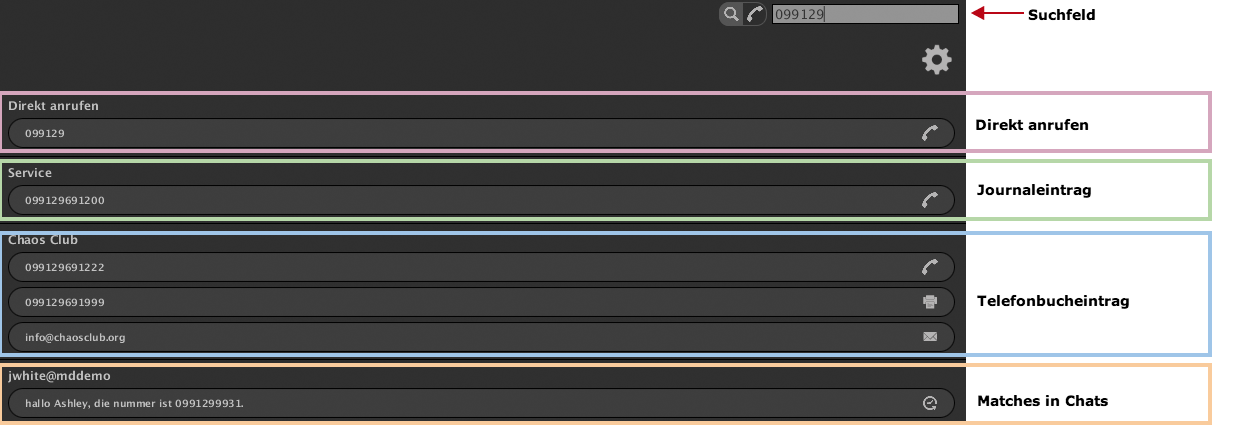 099129
Suchfeld
Direkt anrufen
099129
Direkt anrufen
Service
099129691200
Journaleintrag
Chaos Club
099129691222
099129691999
info@chaosclub.org
Telefonbucheintrag
jwhite@mddemo
hallo Ashley, die nummer ist 0991299931.
Matches in Chats